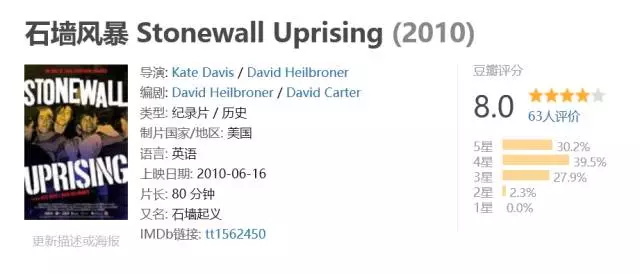 石墙风暴 Stonewall Uprising (2010)
STONEWALL
UPRISING
更新描述或海报
导演: Kate Davis / David Heilbroner
编剧: David Heilbroner / David Carter
类型: 纪录片 / 历史
制片国家/地区: 美国
语言: 英语
上映日期: 2010-06-16
片长: 80 分钟
又名: 石墙起义
IMDb链接: tt1562450
豆瓣评分
8.0
63人评价
5星 30.2%
4星 39.5%
3星 27.9%
2星 2.3%
1星 0.0%